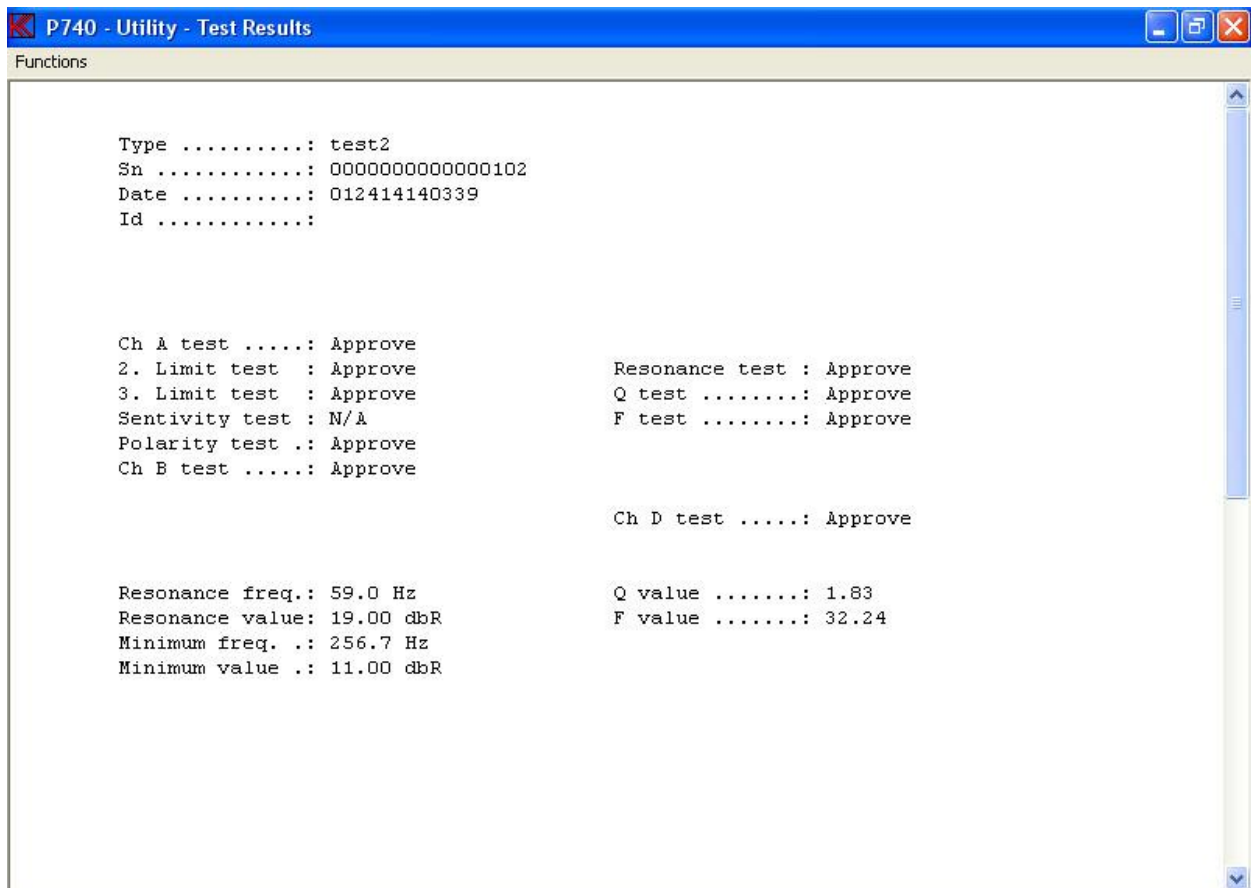 P740 - Utility - Test Results
Functions
Type ..........: test2
Sn ............: 0000000000000102
Date ..........: 012414140339
Id ............:
Ch A test .....: Approve
2. Limit test  : Approve Resonance test : Approve
3. Limit test  : Approve Q test ........: Approve
Sentivity test : N/A F test ........: Approve
Polarity test .: Approve
Ch B test .....: Approve
Ch D test .....: Approve
Resonance freq.: 59.0 Hz Q value .......: 1.83
Resonance value: 19.00 dbR F value .......: 32.24
Minimum freq. .: 256.7 Hz
Minimum value .: 11.00 dbR